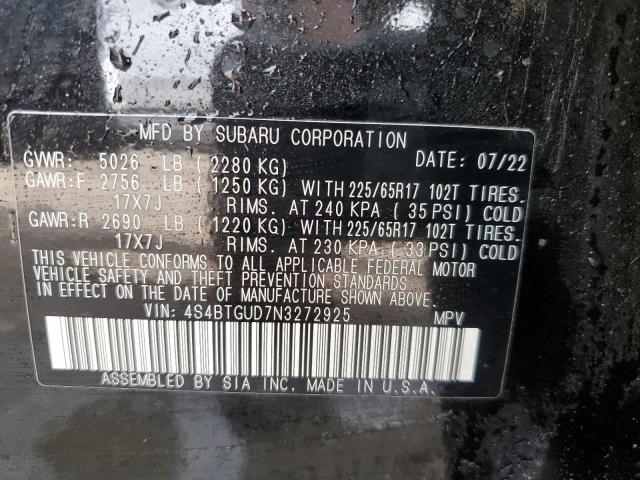 MFD BY SUBARU CORPORATION
GVWR: 5026 LB ( 2280 KG) DATE: 07/22
GAWR:F 2756 LB ( 1250 KG) WITH 225/65R17 102T TIRES.
17X7J RIMS. AT 240 KPA ( 35 PSI) COLD
GAWR:R 2690 LB ( 1220 KG) WITH 225/65R17 102T TIRES.
17X7J RIMS. AT 230 KPA ( 33 PSI) COLD
THIS VEHICLE CONFORMS TO ALL APPLICABLE FEDERAL MOTOR
VEHICLE SAFETY AND THEFT PREVENTION STANDARDS
IN EFFECT ON THE DATE OF MANUFACTURE SHOWN ABOVE.
VIN: 4S4BTGUD7N3272925 MPV
ASSEMBLED BY SIA INC. MADE IN U.S.A.